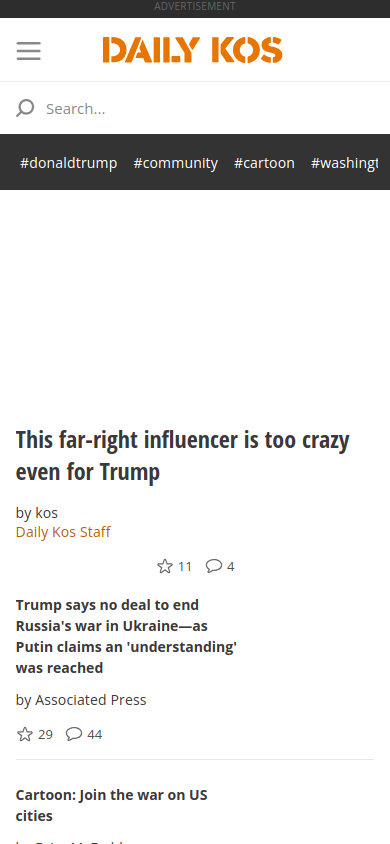 ADVERTISEMENT
DAILY KOS
Search...
#donaldtrump #community #cartoon #washingt
This far-right influencer is too crazy
even for Trump
by kos
Daily Kos Staff
11 4
Trump says no deal to end
Russia's war in Ukraine—as
Putin claims an 'understanding'
was reached
by Associated Press
29 44
Cartoon: Join the war on US
cities